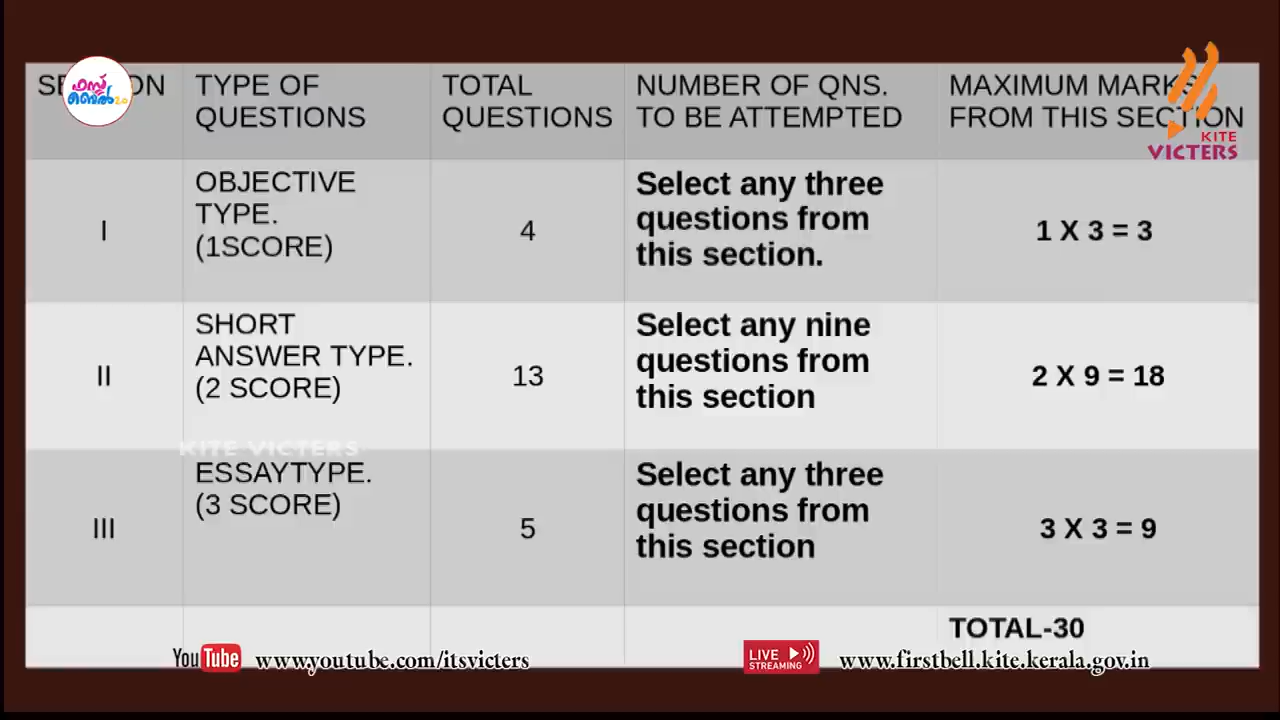 ഫസ്റ്റ്
ബെൽ 2.0
TYPE OF
QUESTIONS
TOTAL
QUESTIONS
NUMBER OF QNS.
TO BE ATTEMPTED
MAXIMUM MARKS
FROM THIS SECTION
KITE
VICTERS
I
OBJECTIVE
TYPE.
(1SCORE)
4
Select any three
questions from
this section.
1 X 3 = 3
II
SHORT
ANSWER TYPE.
(2 SCORE)
13
Select any nine
questions from
this section
2 X 9 = 18
KITE VICTERS
III
ESSAYTYPE.
(3 SCORE)
5
Select any three
questions from
this section
3 X 3 = 9
TOTAL-30
YouTube www.youtube.com/itsvicters
LIVE
STREAMING
www.firstbell.kite.kerala.gov.in